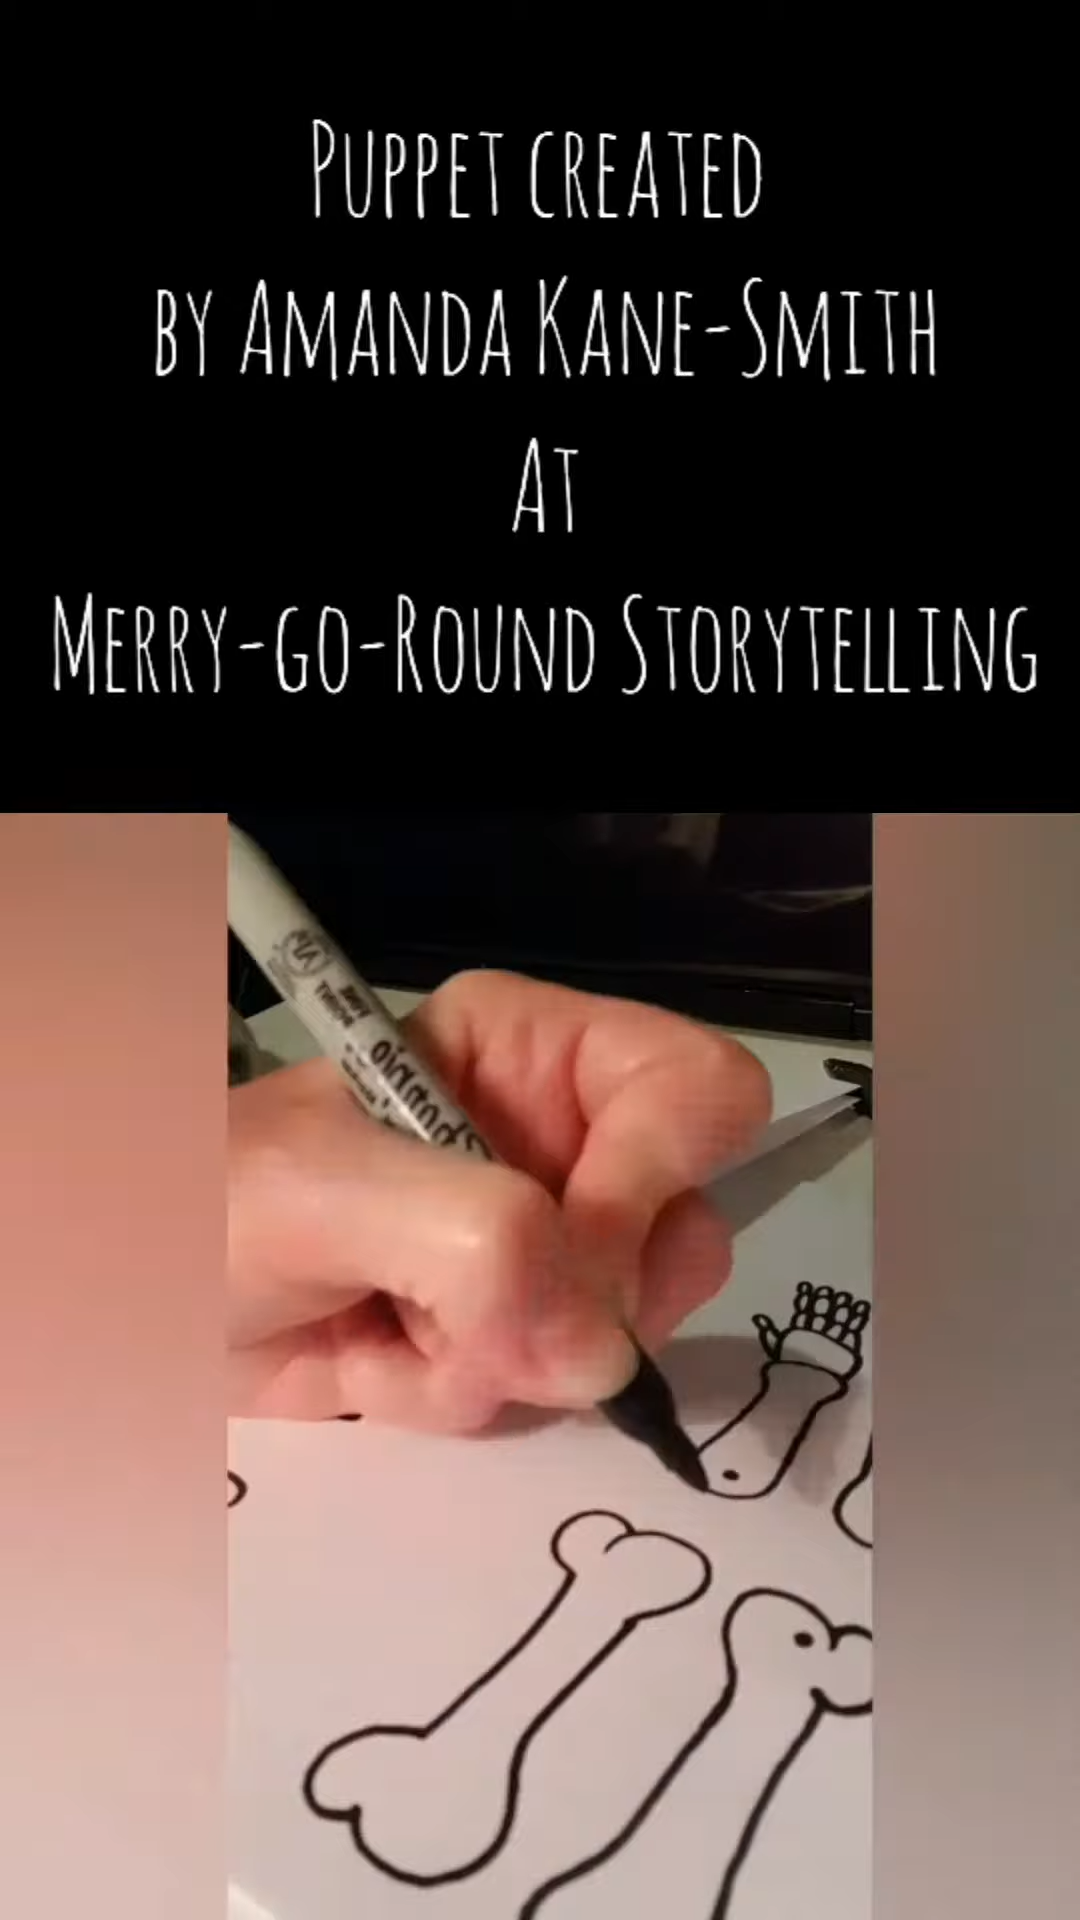 Puppet created
by Amanda Kane-Smith
At
Merry-go-Round Storytelling